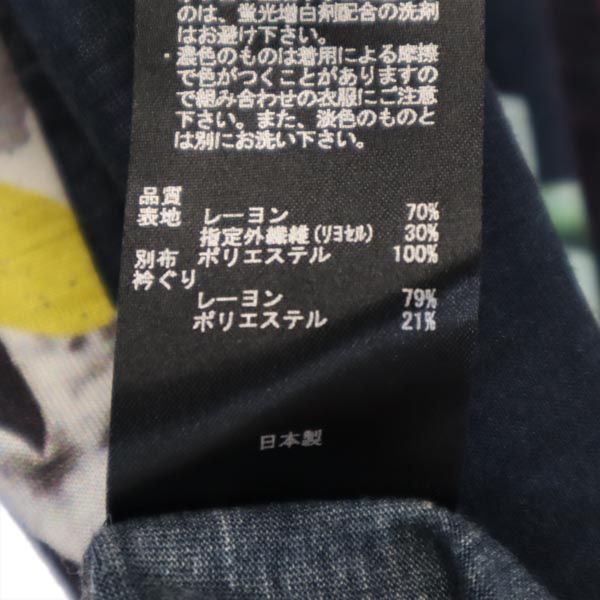 のは、蛍光増白剤配合の洗剤
はお避け下さい。
・濃色のものは着用による摩擦
で色がつくことがありますの
で組み合わせの衣服にご注意
下さい。また、淡色のものと
は別にお洗い下さい。
品質
表地 レーヨン 70%
指定外繊維(リヨセル) 30%
別布 ポリエステル 100%
衿ぐり
レーヨン 79%
ポリエステル 21%
日本製